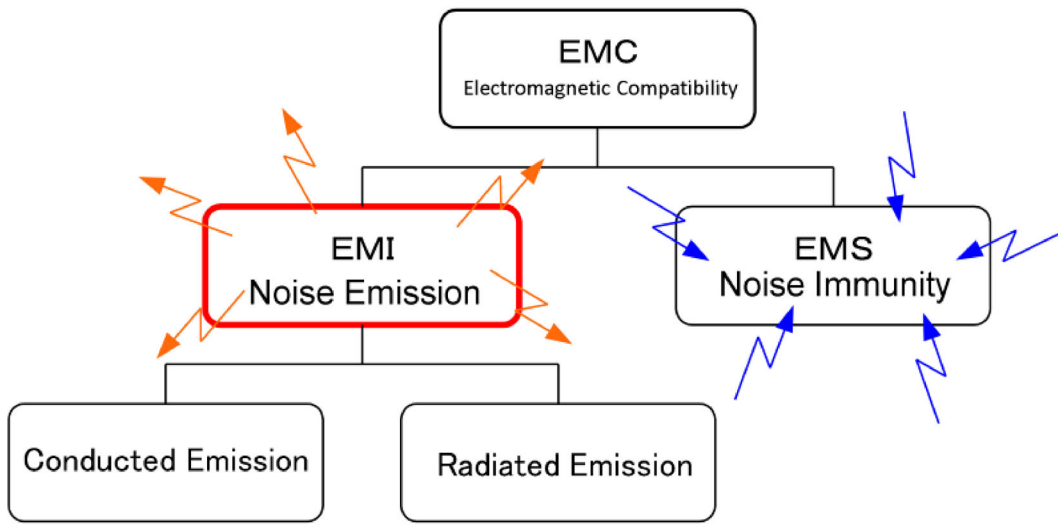 EMC
Electromagnetic Compatibility
EMI
Noise Emission
EMS
Noise Immunity
Conducted Emission
Radiated Emission